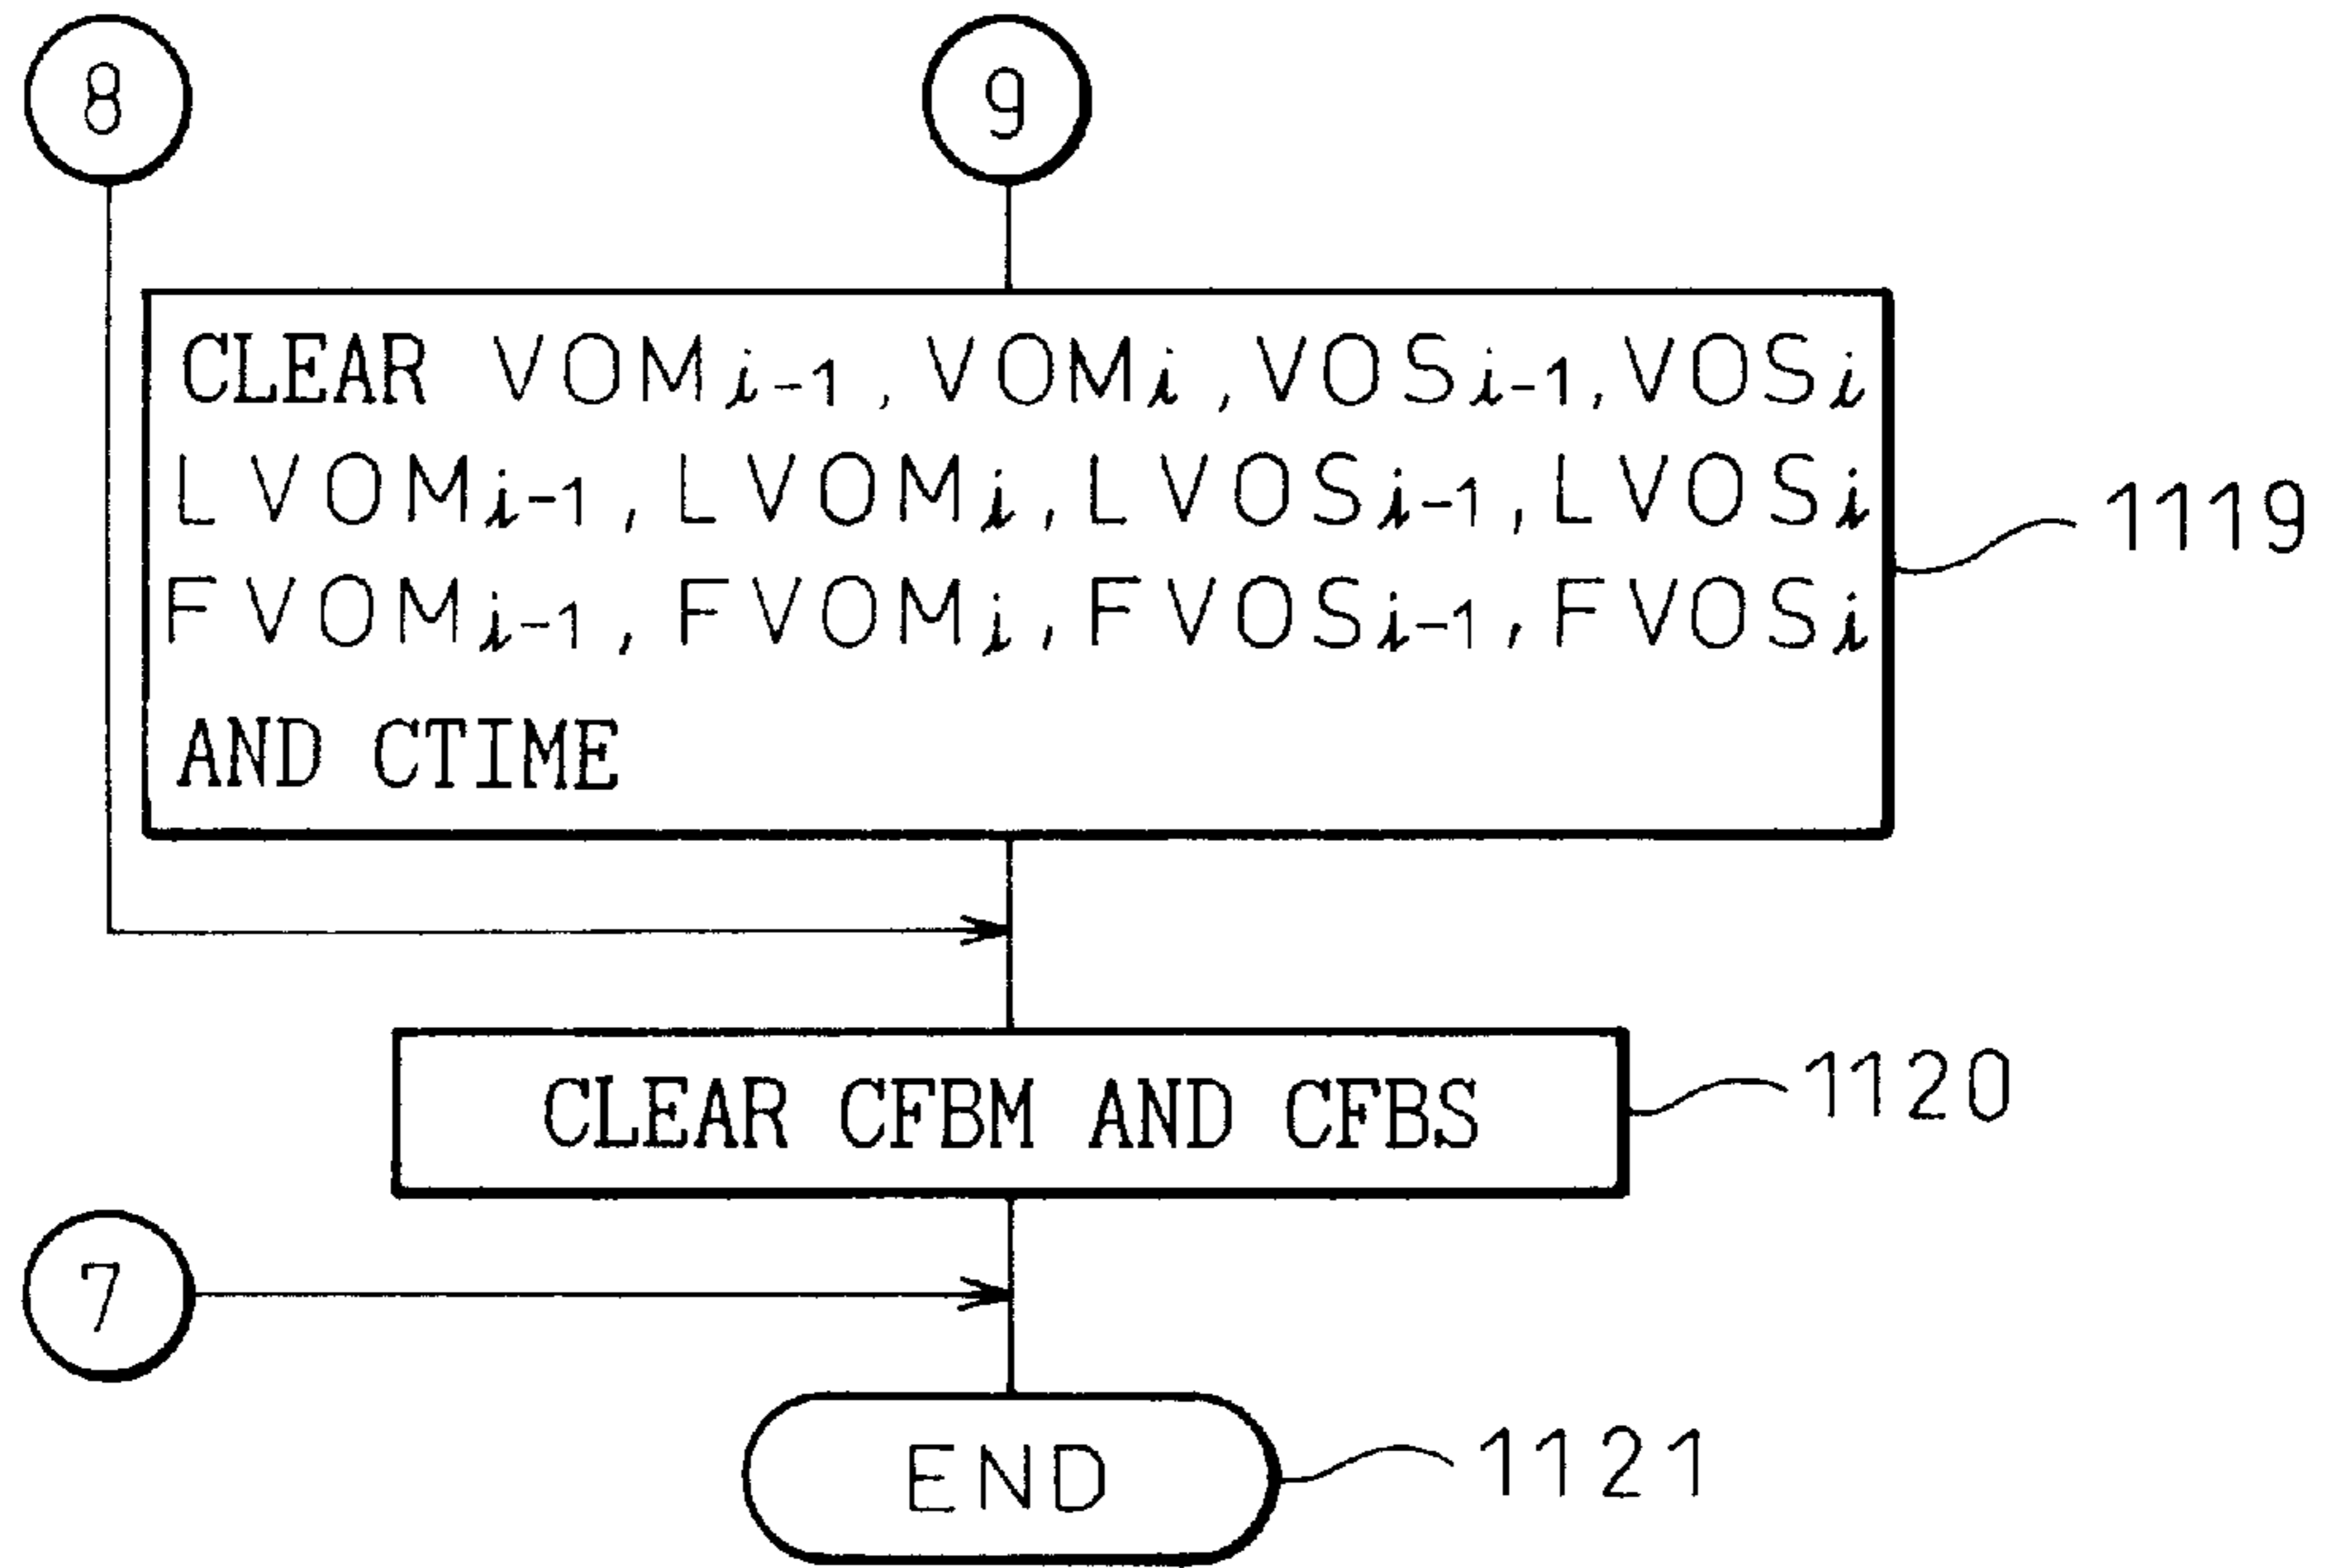 8
9
CLEAR VOMi-1, VOMi, VOSi-1, VOSi
LVOMi-1, LVOMi, LVOSi-1, LVOSi
FVOMi-1, FVOMi, FVOSi-1, FVOSi
AND CTIME
1119
CLEAR CFBM AND CFBS
1120
7
END
1121